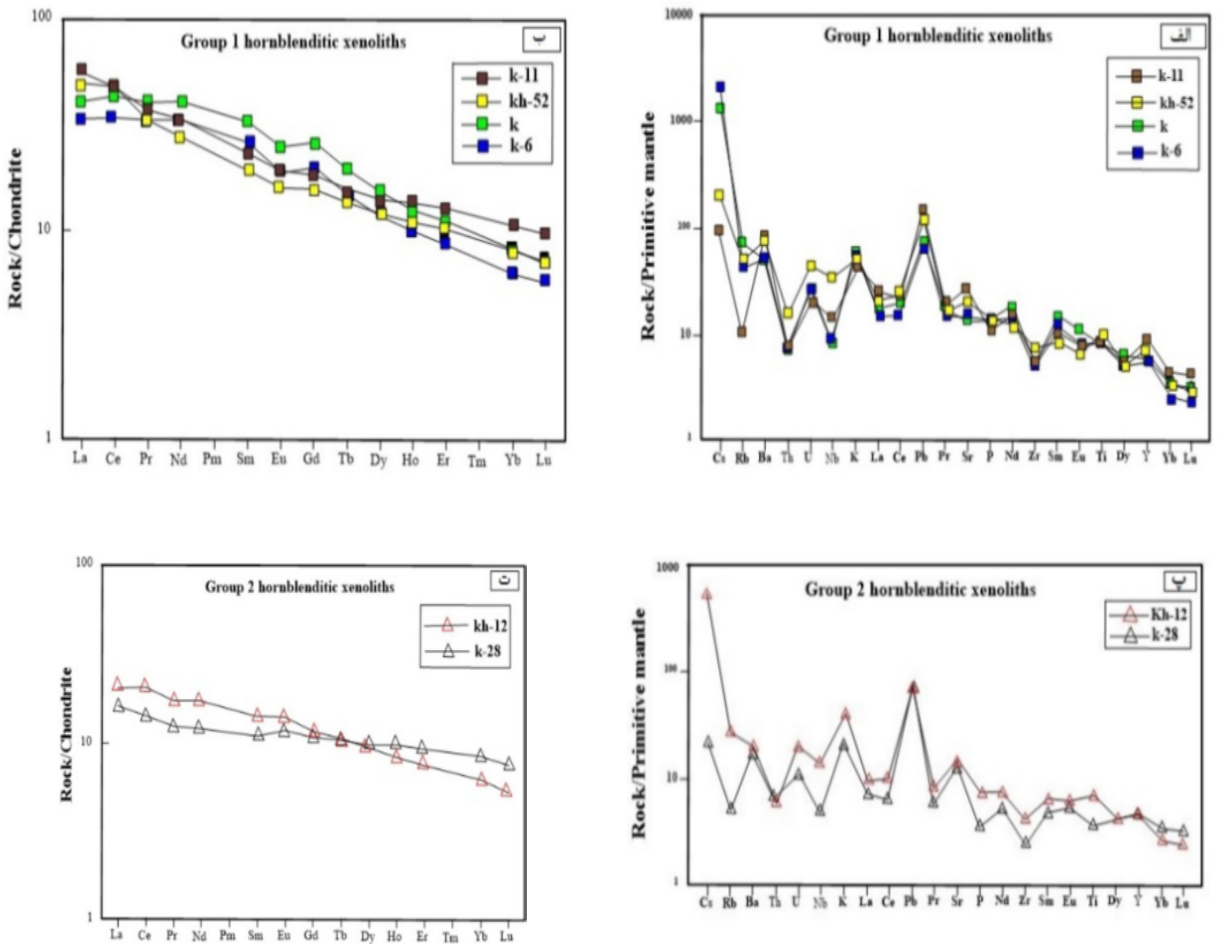 100
Group 1 hornblenditic xenoliths
ب
k-11
kh-52
k
k-6
Rock/Chondrite
10
1
La Ce Pr Nd Pm Sm Eu Gd Tb Dy Ho Er Tm Yb Lu
10000
Group 1 hornblenditic xenoliths
الف
k-11
kh-52
k
k-6
1000
Rock/Primitive mantle
100
10
1
Cs Rb Ba Th U Nb K La Ce Pb Pr Sr P Nd Zr Sm Eu Ti Dy Y Yb Lu
100
Group 2 hornblenditic xenoliths
ت
kh-12
k-28
Rock/Chondrite
10
1
La Ce Pr Nd Pm Sm Eu Gd Tb Dy Ho Er Tm Yb Lu
1000
Group 2 hornblenditic xenoliths
پ
Kh-12
k-28
Rock/Primitive mantle
100
10
1
Cs Rb Ba Th U Nb K La Ce Pb Pr Sr P Nd Zr Sm Eu Ti Dy Y Yb Lu